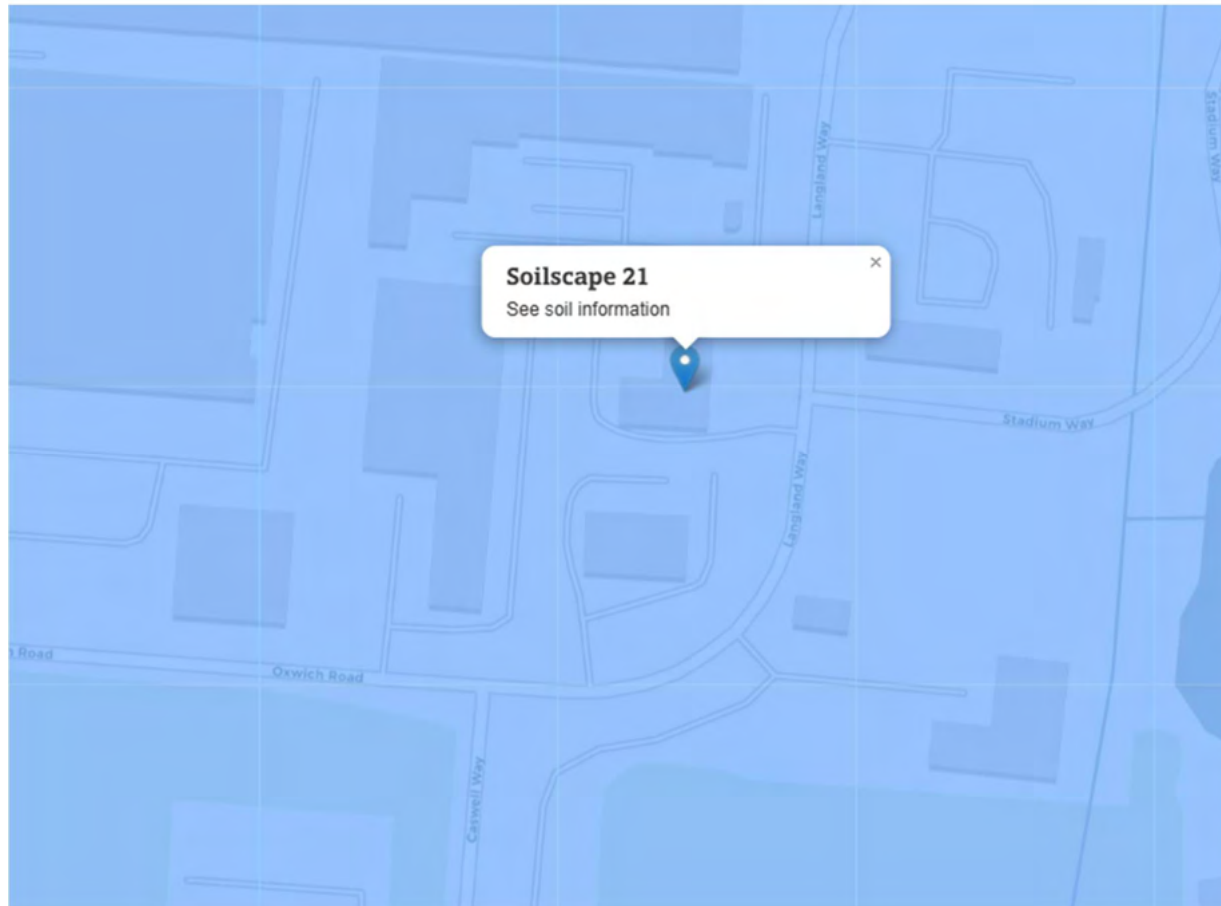 Stadium Way
Langland Way
Soilscape 21
×
See soil information
Stadium Way
Langland Way
Road
Oxwich Road
Caswell Way